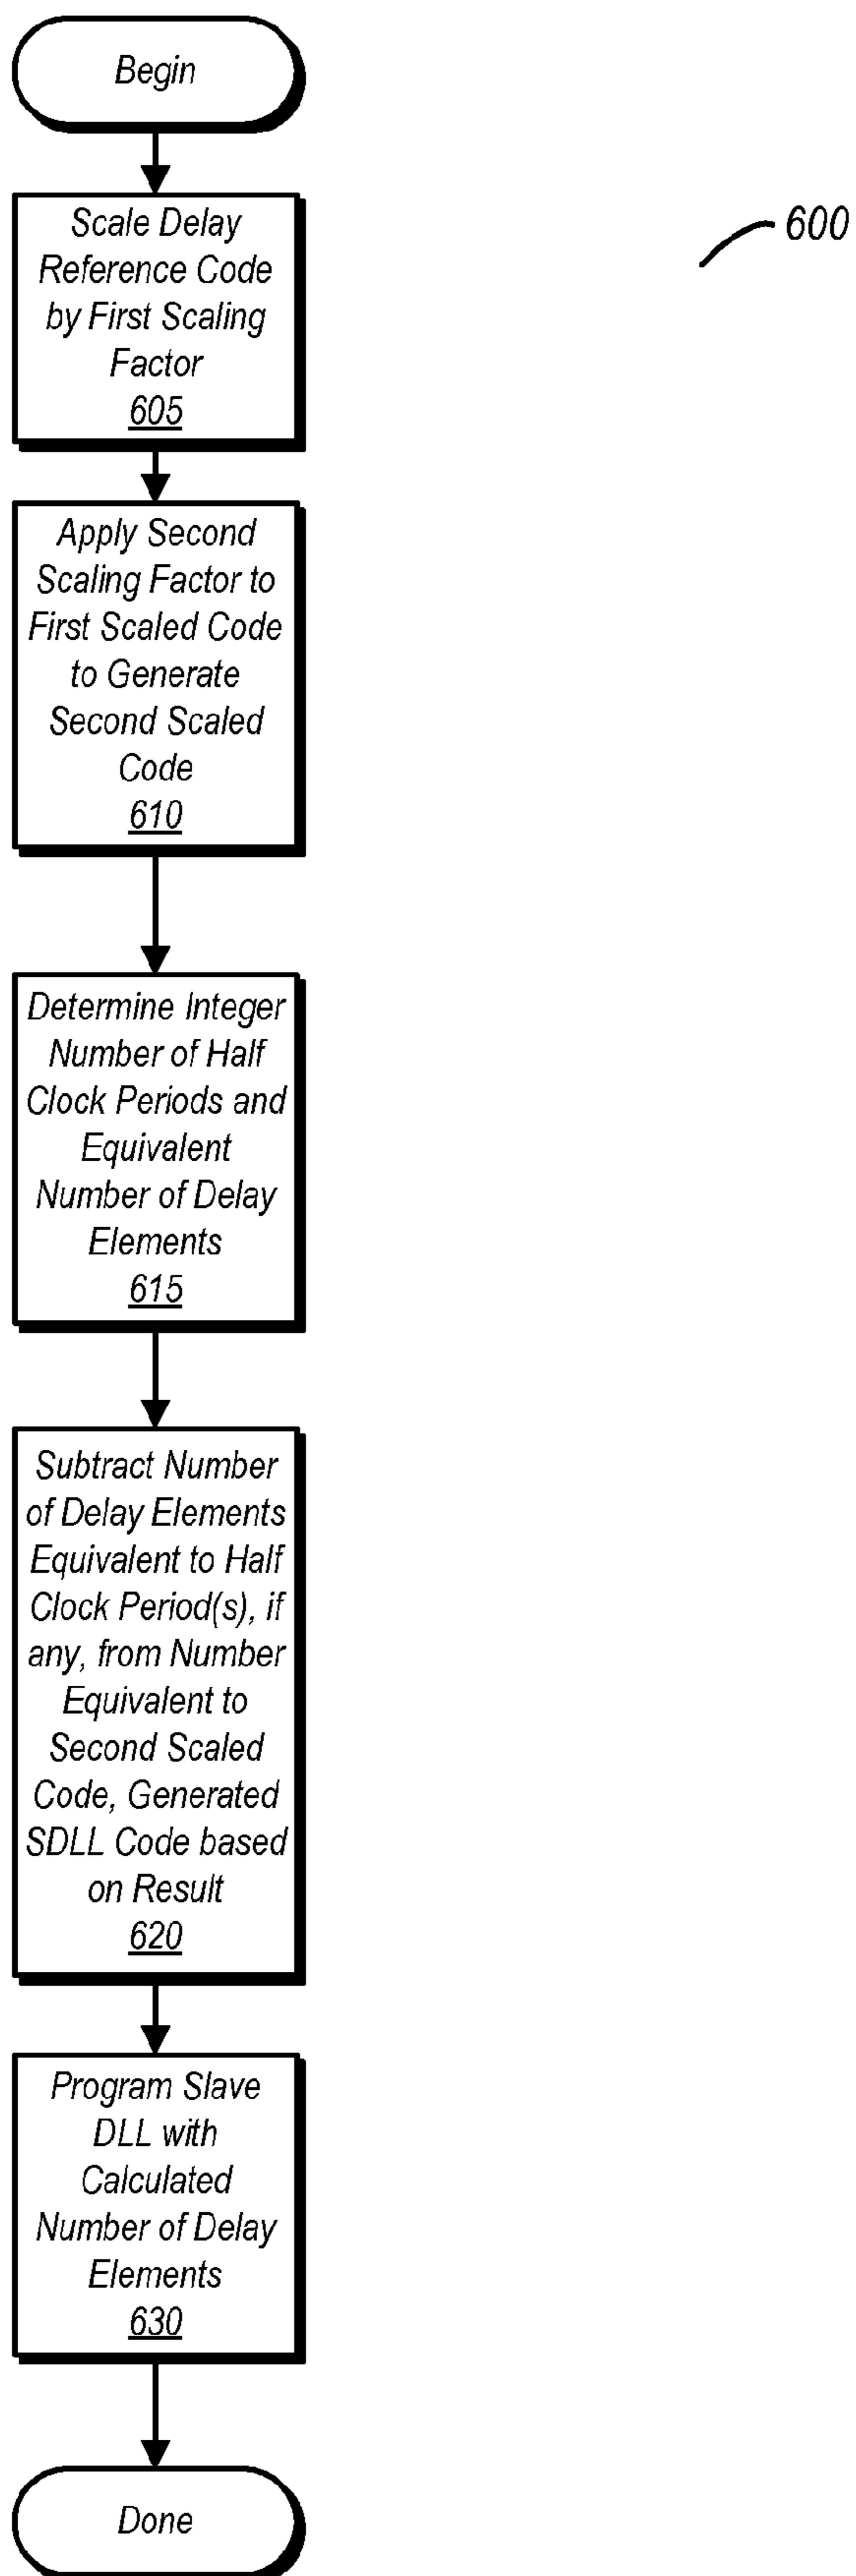 Begin
Scale Delay
Reference Code
by First Scaling
Factor
605
600
Apply Second
Scaling Factor to
First Scaled Code
to Generate
Second Scaled
Code
610
Determine Integer
Number of Half
Clock Periods and
Equivalent
Number of Delay
Elements
615
Subtract Number
of Delay Elements
Equivalent to Half
Clock Period(s), if
any, from Number
Equivalent to
Second Scaled
Code, Generated
SDLL Code based
on Result
620
Program Slave
DLL with
Calculated
Number of Delay
Elements
630
Done